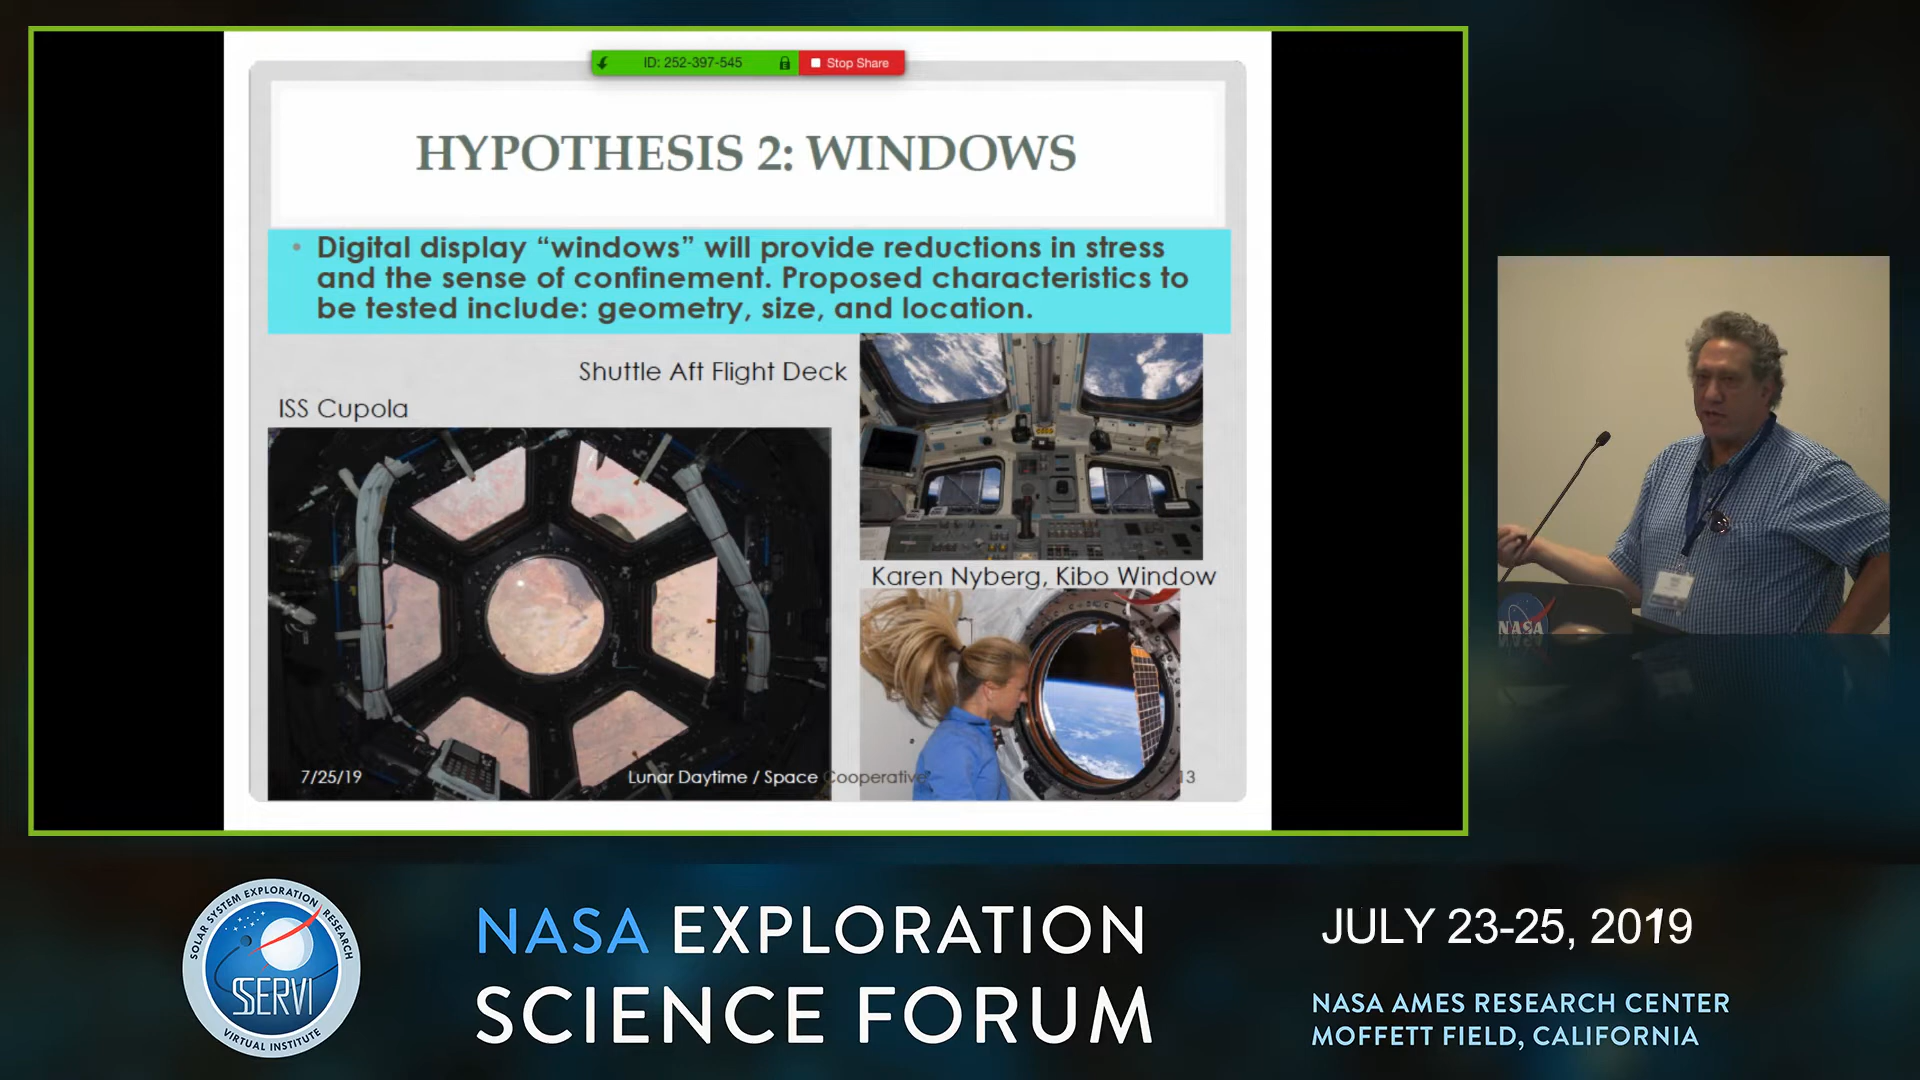 ID: 252-397-545
Stop Share
HYPOTHESIS 2: WINDOWS
• Digital display “windows” will provide reductions in stress
and the sense of confinement. Proposed characteristics to
be tested include: geometry, size, and location.
Shuttle Aft Flight Deck
ISS Cupola
Karen Nyberg, Kibo Window
7/25/19
Lunar Daytime / Space Cooperative
13
NASA
SOLAR SYSTEM EXPLORATION RESEARCH
SSERVI
VIRTUAL INSTITUTE
NASA EXPLORATION
SCIENCE FORUM
JULY 23-25, 2019
NASA AMES RESEARCH CENTER
MOFFETT FIELD, CALIFORNIA